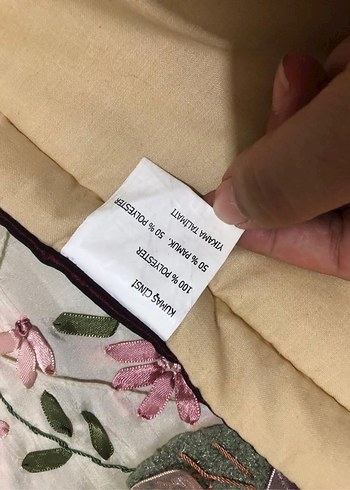 KUMAŞ CİNSİ
100 % POLYESTER
50 % PAMUK. 50 % POLYESTER
YIKAMA TALİMATI